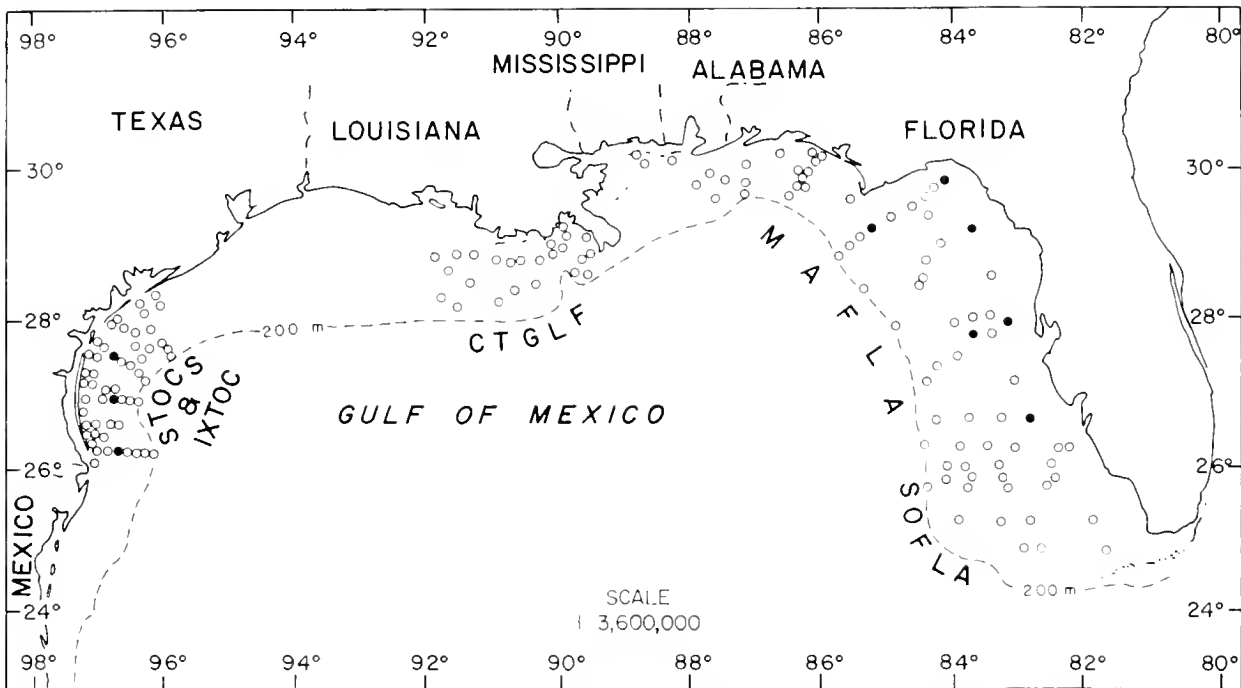 98° 96° 94° 92° 90° 88° 86° 84° 82° 80°
MISSISSIPPI ALABAMA
TEXAS LOUISIANA FLORIDA
30° 30°
MAFLA
28° 28°
200 m
CTGLF
STOCS & IXTOC
GULF OF MEXICO
26° 26°
SOFLA
MEXICO
200 m
24° 24°
SCALE
1 3,600,000
98° 96° 94° 92° 90° 88° 86° 84° 82° 80°